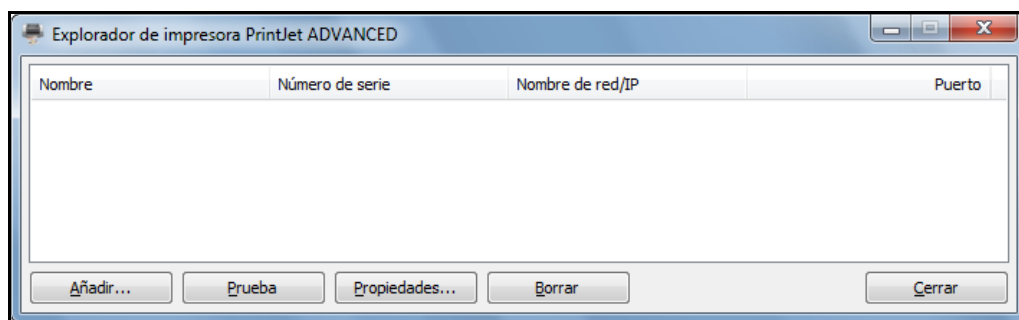 Explorador de impresora PrintJet ADVANCED
Nombre Número de serie Nombre de red/IP Puerto
Añadir... Prueba Propiedades... Borrar Cerrar